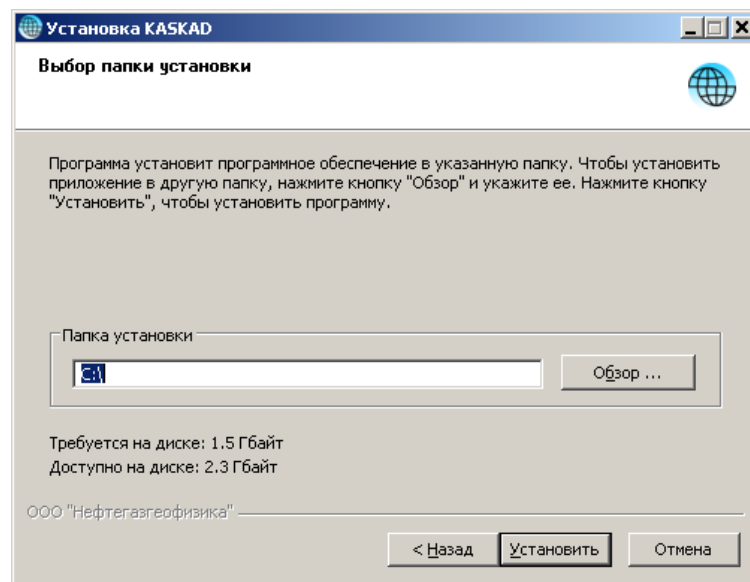 Установка KASKAD
Выбор папки установки
Программа установит программное обеспечение в указанную папку. Чтобы установить
приложение в другую папку, нажмите кнопку "Обзор" и укажите ее. Нажмите кнопку
"Установить", чтобы установить программу.
Папка установки
C:\
Обзор ...
Требуется на диске: 1.5 Гбайт
Доступно на диске: 2.3 Гбайт
ООО "Нефтегазгеофизика"
< Назад
Установить
Отмена